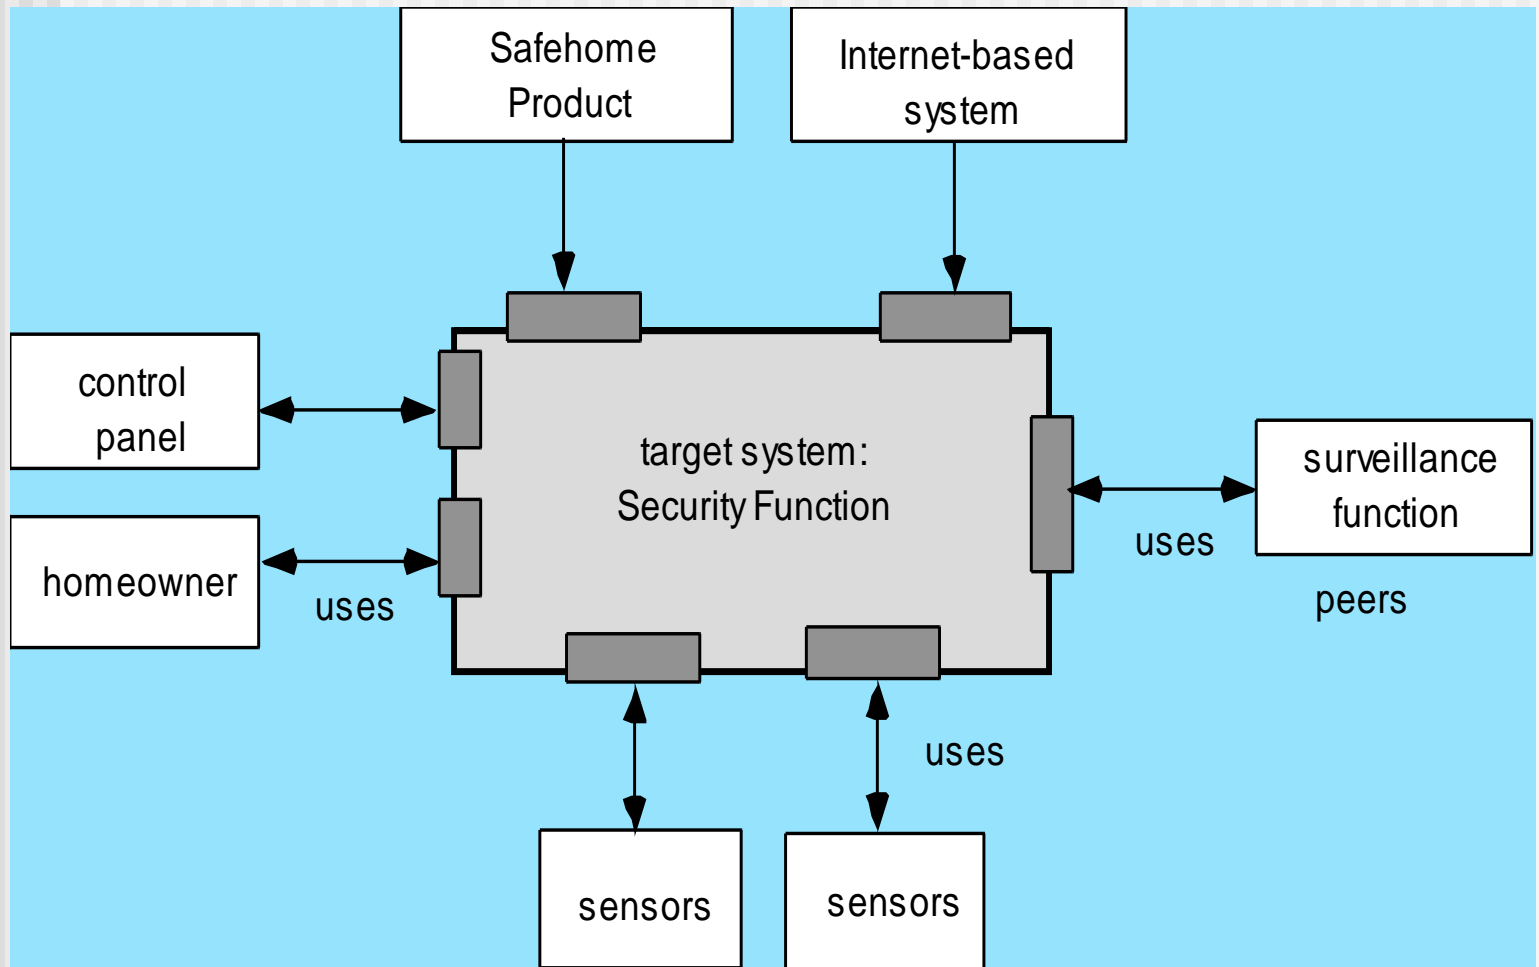 Safehome
Product
Internet-based
system
control
panel
target system:
Security Function
surveillance
function
uses
homeowner
uses
peers
uses
sensors
sensors